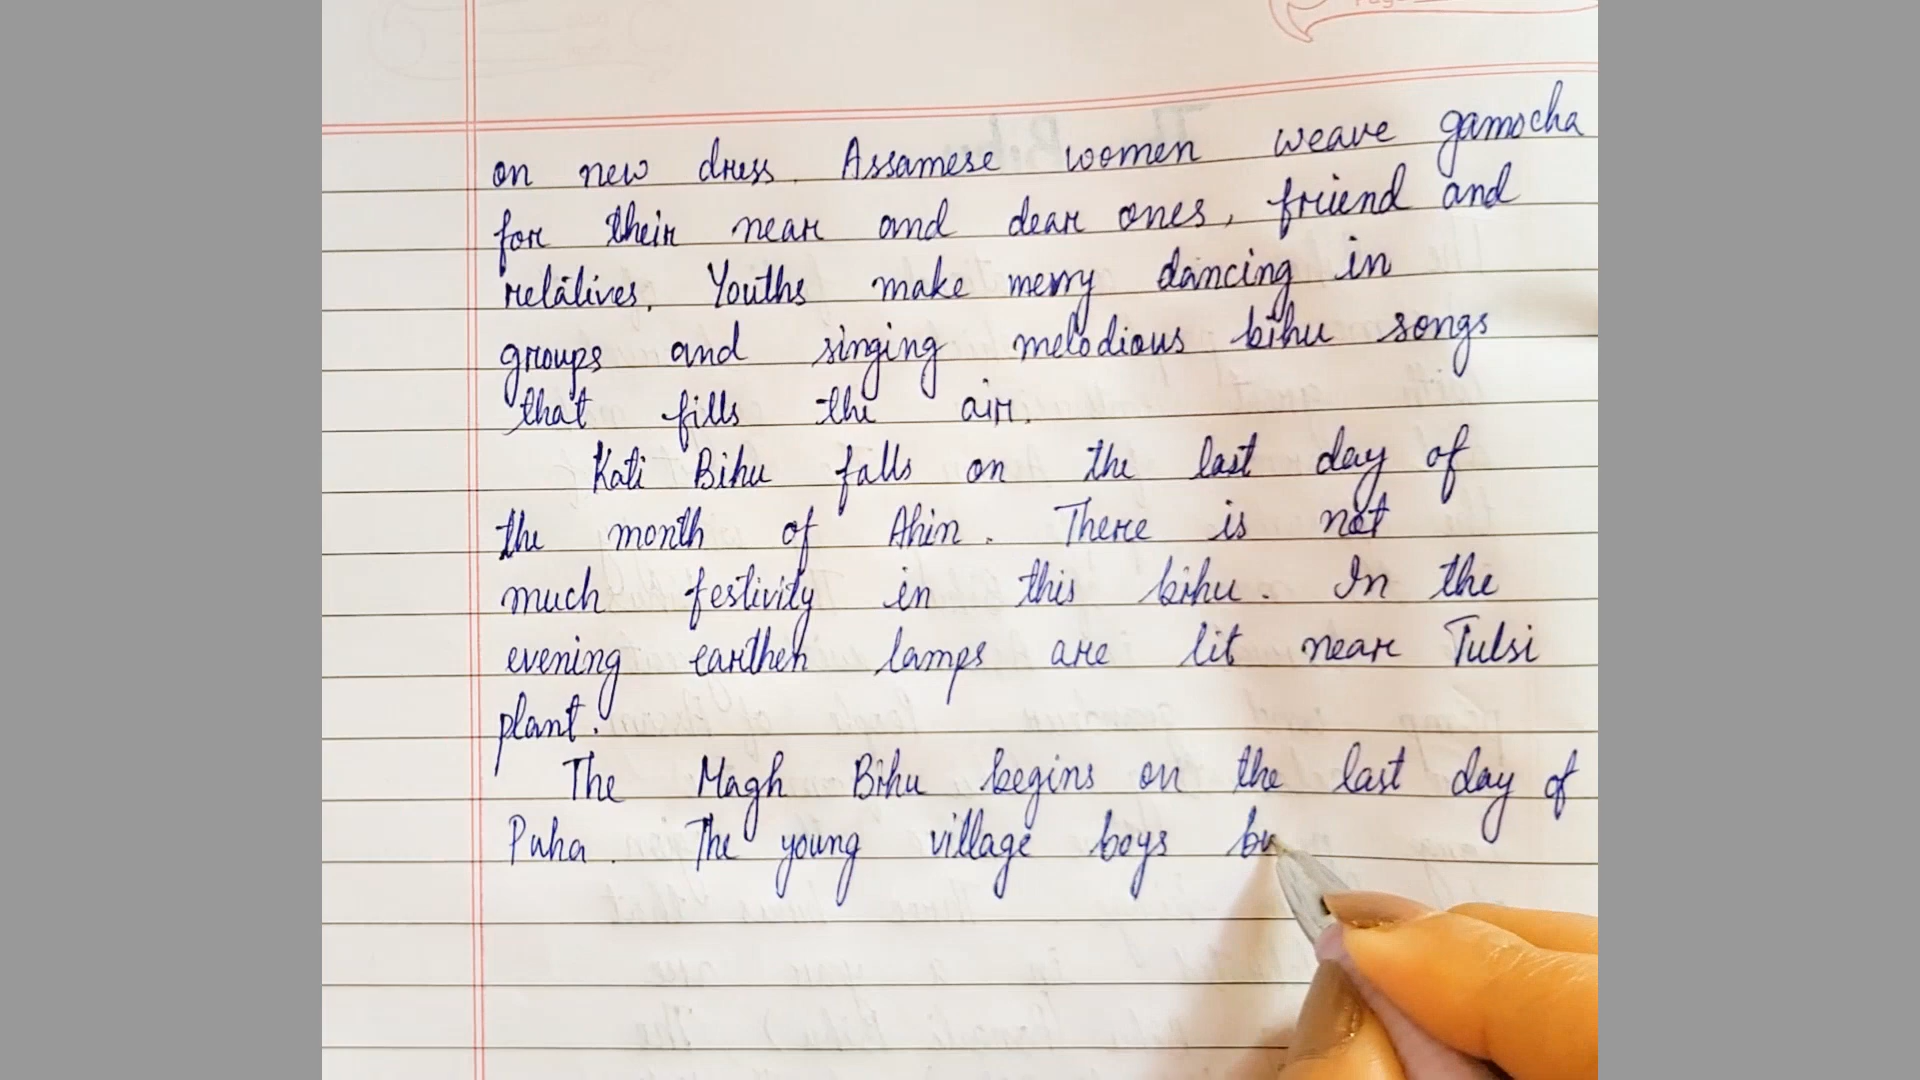 on new dress. Assamese women weave gamocha
for their near and dear ones, friend and
relatives. Youths make merry dancing in
groups and singing melodious bihu songs
that fills the air.
Kati Bihu falls on the last day of
the month of Ahin. There is not
much festivity in this bihu. In the
evening earthen lamps are lit near Tulsi
plant.
The Magh Bihu begins on the last day of
Puha. The young village boys bu